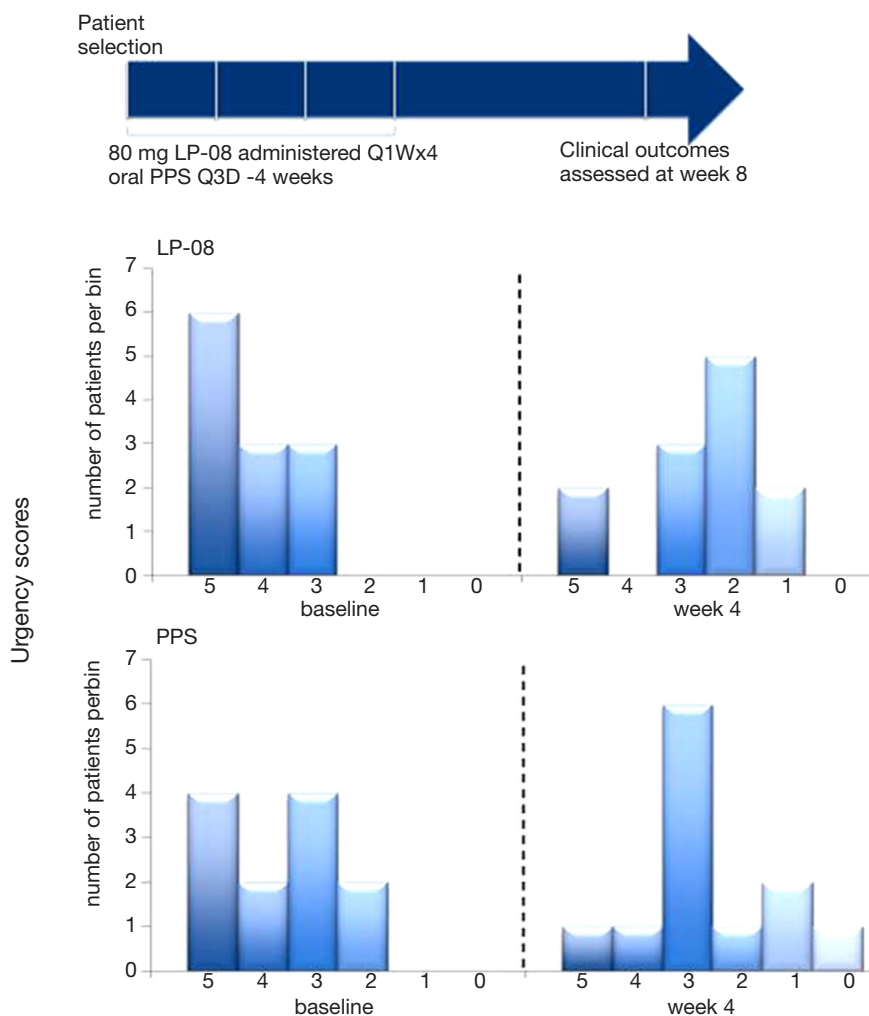 Patient
selection
80 mg LP-08 administered Q1Wx4
oral PPS Q3D -4 weeks
Clinical outcomes
assessed at week 8
Urgency scores
LP-08
number of patients per bin
7
6
5
4
3
2
1
0
5 4 3 2 1 0
baseline
5 4 3 2 1 0
week 4
PPS
number of patients perbin
7
6
5
4
3
2
1
0
5 4 3 2 1 0
baseline
5 4 3 2 1 0
week 4